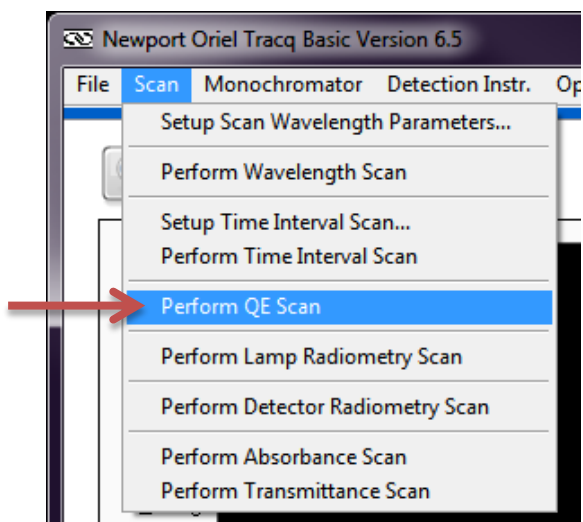 Newport Oriel Tracq Basic Version 6.5
File Scan Monochromator Detection Instr. Op
Setup Scan Wavelength Parameters...
Perform Wavelength Scan
Setup Time Interval Scan...
Perform Time Interval Scan
Perform QE Scan
Perform Lamp Radiometry Scan
Perform Detector Radiometry Scan
Perform Absorbance Scan
Perform Transmittance Scan